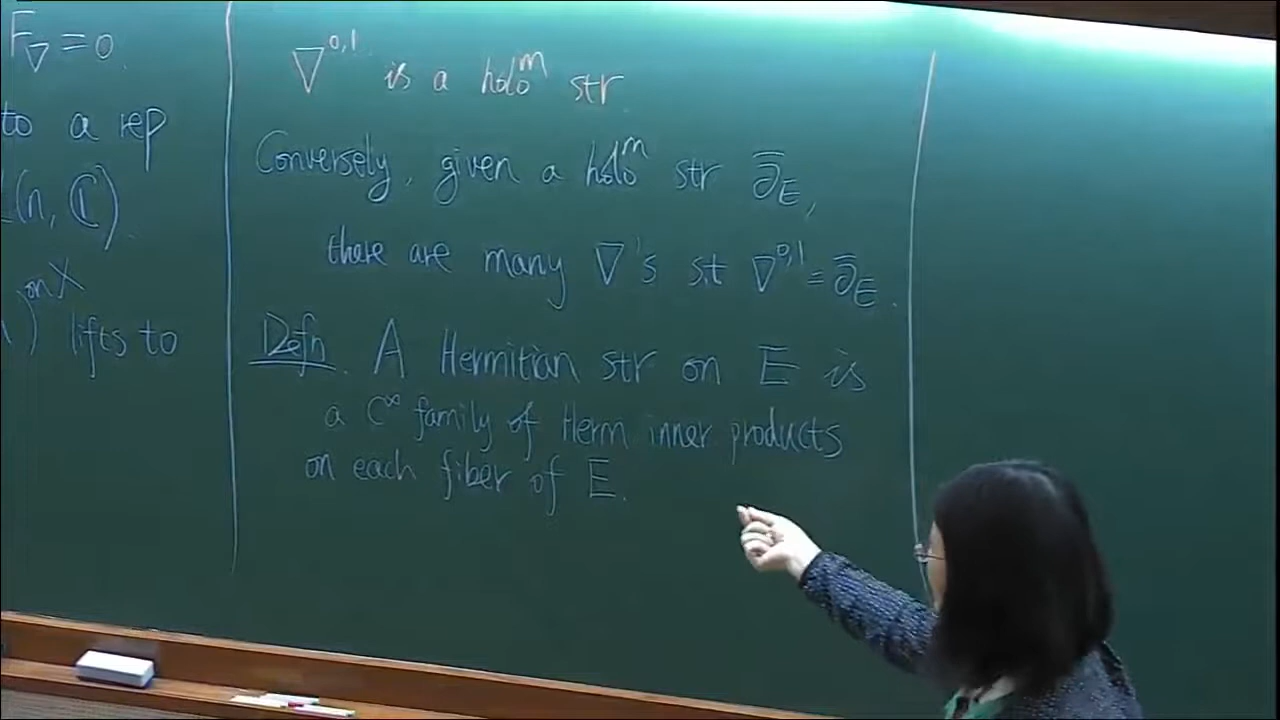 F_∇ = 0
to a rep
(n, ℂ)
on X
) lifts to
∇^{0,1} is a holo^m str
Conversely, given a holo^m str ∂̄_E,
there are many ∇'s st ∇^{0,1} = ∂̄_E.
Defn. A Hermitian str on E is
a C^∞ family of Herm inner products
on each fiber of E.